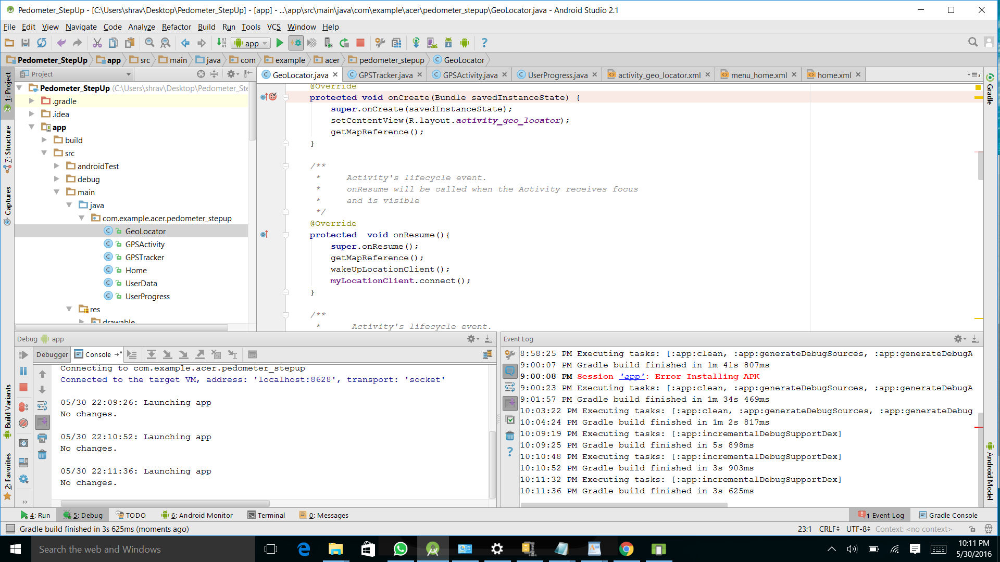 Pedometer_StepUp - [C:\Users\shrav\Desktop\Pedometer_StepUp] - [app] - ...\app\src\main\java\com\example\acer\pedometer_stepup\GeoLocator.java - Android Studio 2.1
File Edit View Navigate Code Analyze Refactor Build Run Tools VCS Window Help
app
Pedometer_StepUp app src main java com example acer pedometer_stepup GeoLocator
Project
GeoLocator.java GPSTracker.java GPSActivity.java UserProgress.java activity_geo_locator.xml menu_home.xml home.xml
1: Project
7: Structure
Captures
Build Variants
2: Favorites
Pedometer_StepUp (C:\Users\shrav\Desktop\Pedometer_Ste
.gradle
.idea
app
build
src
androidTest
debug
main
java
com.example.acer.pedometer_stepup
GeoLocator
GPSActivity
GPSTracker
Home
UserData
UserProgress
res
drawable
@Override
protected void onCreate(Bundle savedInstanceState) {
super.onCreate(savedInstanceState);
setContentView(R.layout.activity_geo_locator);
getMapReference();
}
/**
* Activity's lifecycle event.
* onResume will be called when the Activity receives focus
* and is visible
*/
@Override
protected  void onResume(){
super.onResume();
getMapReference();
wakeUpLocationClient();
myLocationClient.connect();
}
/**
* Activity's lifecycle event.
Gradle
Android Model
Debug app
Debugger Console
Connecting to com.example.acer.pedometer_stepup
Connected to the target VM, address: 'localhost:8628', transport: 'socket'
05/30 22:09:26: Launching app
No changes.
05/30 22:10:52: Launching app
No changes.
05/30 22:11:36: Launching app
No changes.
Event Log
8:58:25 PM Executing tasks: [:app:clean, :app:generateDebugSources, :app:generateDebugA
9:00:07 PM Gradle build finished in 1m 41s 807ms
9:00:08 PM Session 'app': Error Installing APK
9:00:23 PM Executing tasks: [:app:clean, :app:generateDebugSources, :app:generateDebugA
9:01:57 PM Gradle build finished in 1m 34s 469ms
10:03:22 PM Executing tasks: [:app:clean, :app:generateDebugSources, :app:generateDebug
10:04:24 PM Gradle build finished in 1m 2s 817ms
10:09:19 PM Executing tasks: [:app:incrementalDebugSupportDex]
10:09:25 PM Gradle build finished in 5s 898ms
10:10:48 PM Executing tasks: [:app:incrementalDebugSupportDex]
10:10:52 PM Gradle build finished in 3s 903ms
10:11:32 PM Executing tasks: [:app:incrementalDebugSupportDex]
10:11:36 PM Gradle build finished in 3s 625ms
4: Run 5: Debug TODO 6: Android Monitor Terminal 0: Messages 1 Event Log Gradle Console
Gradle build finished in 3s 625ms (moments ago) 23:1 CRLF UTF-8 Context: <no context>
Search the web and Windows
10:11 PM
5/30/2016